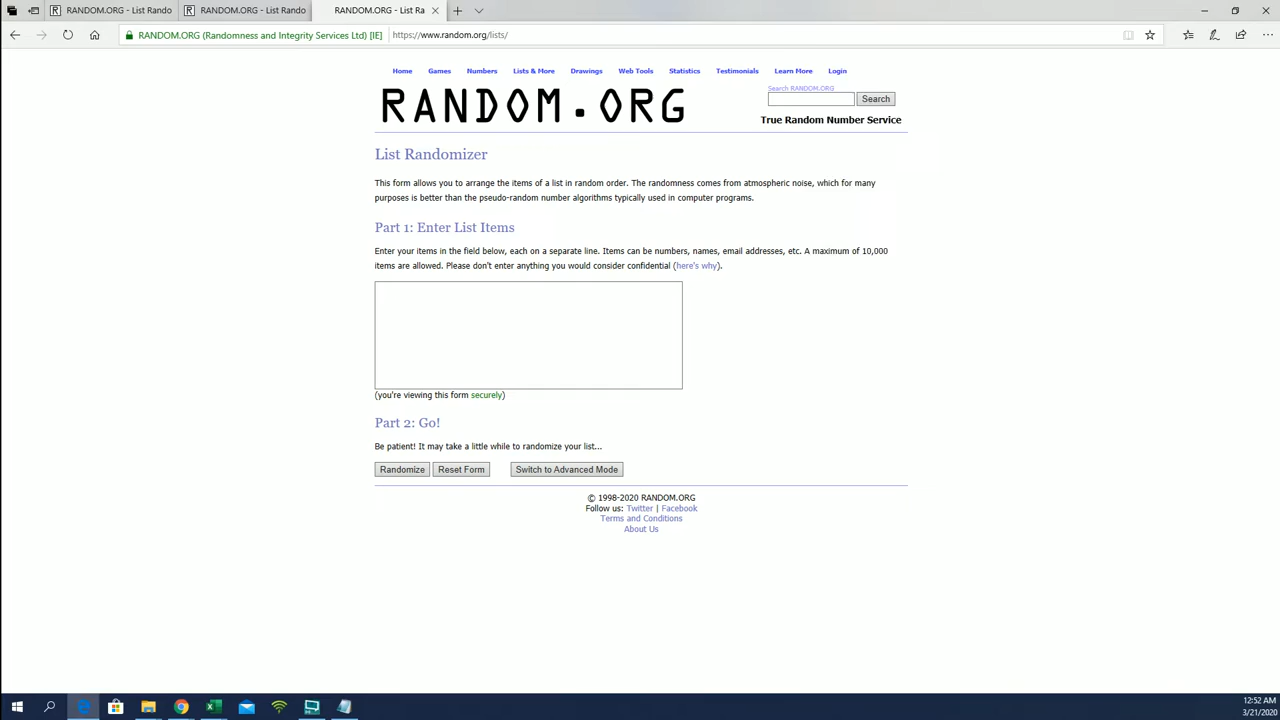 RANDOM.ORG - List Rando
RANDOM.ORG - List Rando
RANDOM.ORG - List Ra
RANDOM.ORG (Randomness and Integrity Services Ltd) [IE]
https://www.random.org/lists/
Home Games Numbers Lists & More Drawings Web Tools Statistics Testimonials Learn More Login
RANDOM.ORG
Search RANDOM.ORG
Search
True Random Number Service
List Randomizer
This form allows you to arrange the items of a list in random order. The randomness comes from atmospheric noise, which for many
purposes is better than the pseudo-random number algorithms typically used in computer programs.
Part 1: Enter List Items
Enter your items in the field below, each on a separate line. Items can be numbers, names, email addresses, etc. A maximum of 10,000
items are allowed. Please don't enter anything you would consider confidential (here's why).
(you're viewing this form securely)
Part 2: Go!
Be patient! It may take a little while to randomize your list...
Randomize Reset Form Switch to Advanced Mode
© 1998-2020 RANDOM.ORG
Follow us: Twitter | Facebook
Terms and Conditions
About Us
12:52 AM
3/21/2020